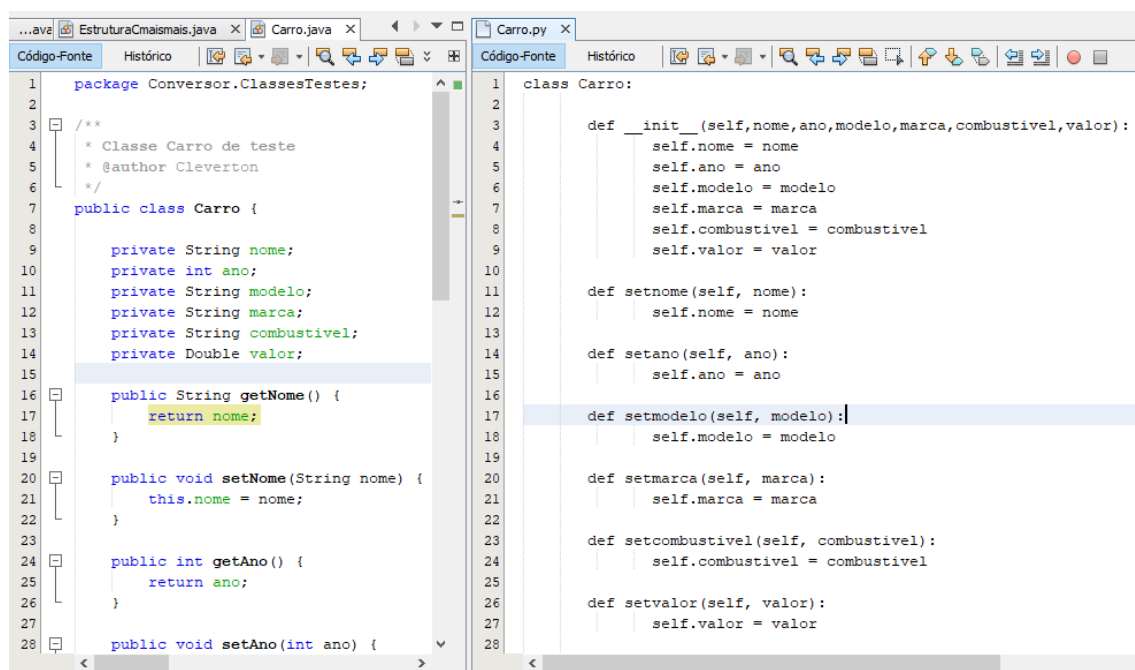 ...ava EstruturaCmaismais.java X Carro.java X
Código-Fonte Histórico
1 package Conversor.ClassesTestes;
2
3 /**
4 * Classe Carro de teste
5 * @author Cleverton
6 */
7 public class Carro {
8
9 private String nome;
10 private int ano;
11 private String modelo;
12 private String marca;
13 private String combustivel;
14 private Double valor;
15
16 public String getNome() {
17 return nome;
18 }
19
20 public void setNome(String nome) {
21 this.nome = nome;
22 }
23
24 public int getAno() {
25 return ano;
26 }
27
28 public void setAno(int ano) {
Carro.py X
Código-Fonte Histórico
1 class Carro:
2
3 def __init__(self,nome,ano,modelo,marca,combustivel,valor):
4 self.nome = nome
5 self.ano = ano
6 self.modelo = modelo
7 self.marca = marca
8 self.combustivel = combustivel
9 self.valor = valor
10
11 def setnome(self, nome):
12 self.nome = nome
13
14 def setano(self, ano):
15 self.ano = ano
16
17 def setmodelo(self, modelo):
18 self.modelo = modelo
19
20 def setmarca(self, marca):
21 self.marca = marca
22
23 def setcombustivel(self, combustivel):
24 self.combustivel = combustivel
25
26 def setvalor(self, valor):
27 self.valor = valor
28